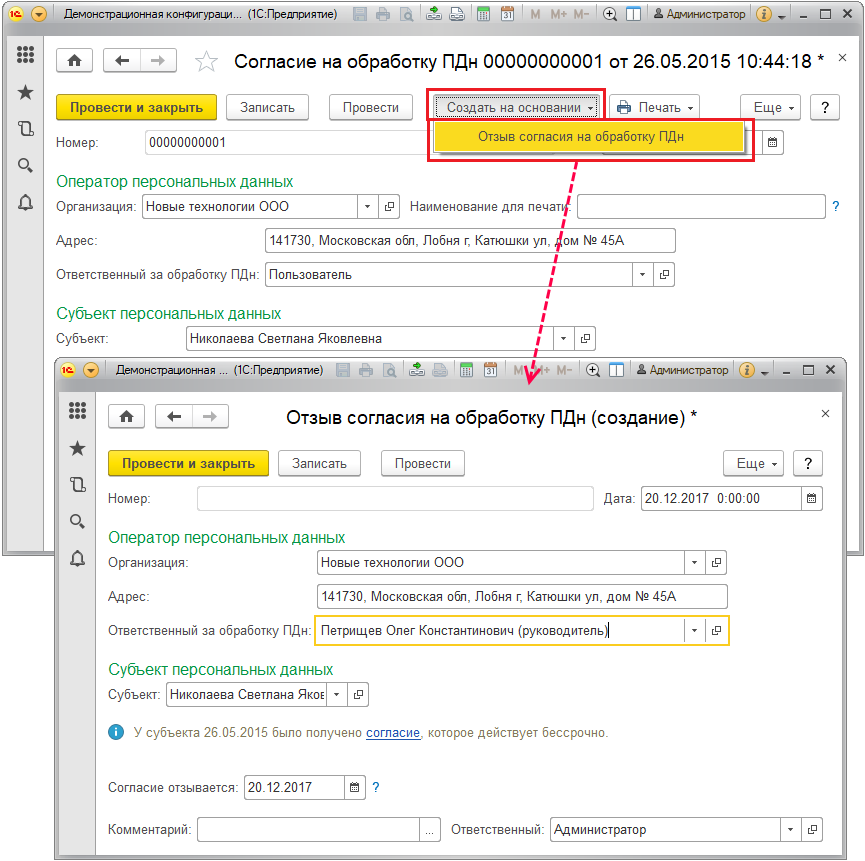 Демонстрационная конфигураци... (1С:Предприятие) M M+ M- Администратор
Согласие на обработку ПДн 00000000001 от 26.05.2015 10:44:18 *
Провести и закрыть Записать Провести Создать на основании Печать Еще ?
Отзыв согласия на обработку ПДн
Номер: 00000000001
Оператор персональных данных
Организация: Новые технологии ООО Наименование для печати: ?
Адрес: 141730, Московская обл, Лобня г, Катюшки ул, дом № 45А
Ответственный за обработку ПДн: Пользователь
Субъект персональных данных
Субъект: Николаева Светлана Яковлевна
Демонстрационная ... (1С:Предприятие) M M+ M- Администратор
Отзыв согласия на обработку ПДн (создание) *
Провести и закрыть Записать Провести Еще ?
Номер: Дата: 20.12.2017 0:00:00
Оператор персональных данных
Организация: Новые технологии ООО
Адрес: 141730, Московская обл, Лобня г, Катюшки ул, дом № 45А
Ответственный за обработку ПДн: Петрищев Олег Константинович (руководитель)
Субъект персональных данных
Субъект: Николаева Светлана Яков
У субъекта 26.05.2015 было получено согласие, которое действует бессрочно.
Согласие отзывается: 20.12.2017 ?
Комментарий: ... Ответственный: Администратор